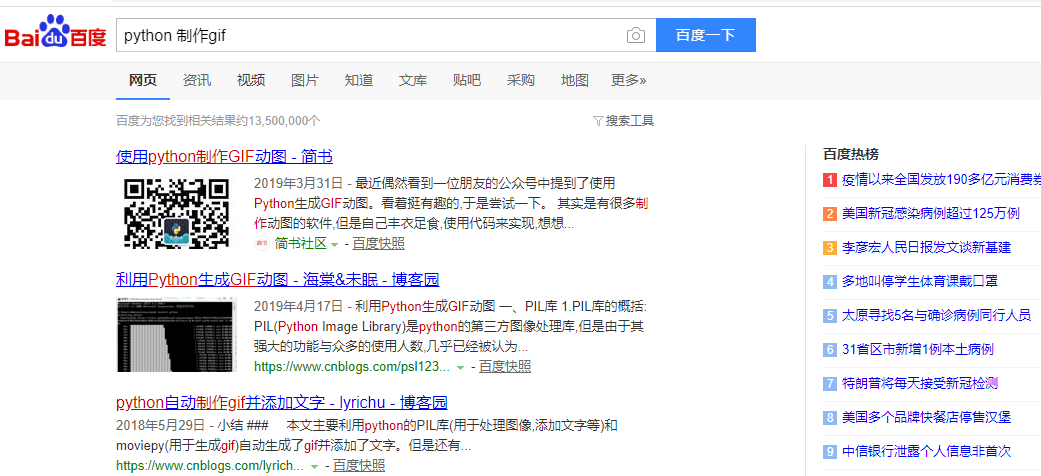 Bai du 百度
python 制作gif
百度一下
网页 资讯 视频 图片 知道 文库 贴吧 采购 地图 更多»
百度为您找到相关结果约13,500,000个
搜索工具
使用python制作GIF动图 - 简书
2019年3月31日 - 最近偶然看到一位朋友的公众号中提到了使用
Python生成GIF动图。看着挺有趣的,于是尝试一下。 其实是有很多制
作动图的软件,但是自己丰衣足食,使用代码来实现,想想...
简书 简书社区 - 百度快照
利用Python生成GIF动图 - 海棠&未眠 - 博客园
2019年4月17日 - 利用Python生成GIF动图 一、PIL库 1.PIL库的概括:
PIL(Python Image Library)是python的第三方图像处理库,但是由于其
强大的功能与众多的使用人数,几乎已经被认为...
https://www.cnblogs.com/psl123... - 百度快照
python自动制作gif并添加文字 - lyrichu - 博客园
2018年5月29日 - 小结 ### 本文主要利用python的PIL库(用于处理图像,添加文字等)和
moviepy(用于生成gif)自动生成了gif并添加了文字。但是还有...
https://www.cnblogs.com/lyrich... - 百度快照
百度热榜
1 疫情以来全国发放190多亿元消费券
2 美国新冠感染病例超过125万例
3 李彦宏人民日报发文谈新基建
4 多地叫停学生体育课戴口罩
5 太原寻找5名与确诊病例同行人员
6 31省区市新增1例本土病例
7 特朗普将每天接受新冠检测
8 美国多个品牌快餐店停售汉堡
9 中信银行泄露个人信息非首次